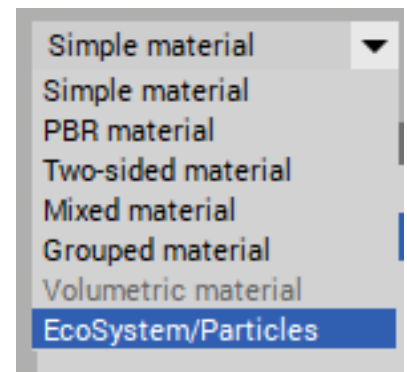 Simple material
Simple material
PBR material
Two-sided material
Mixed material
Grouped material
Volumetric material
EcoSystem/Particles